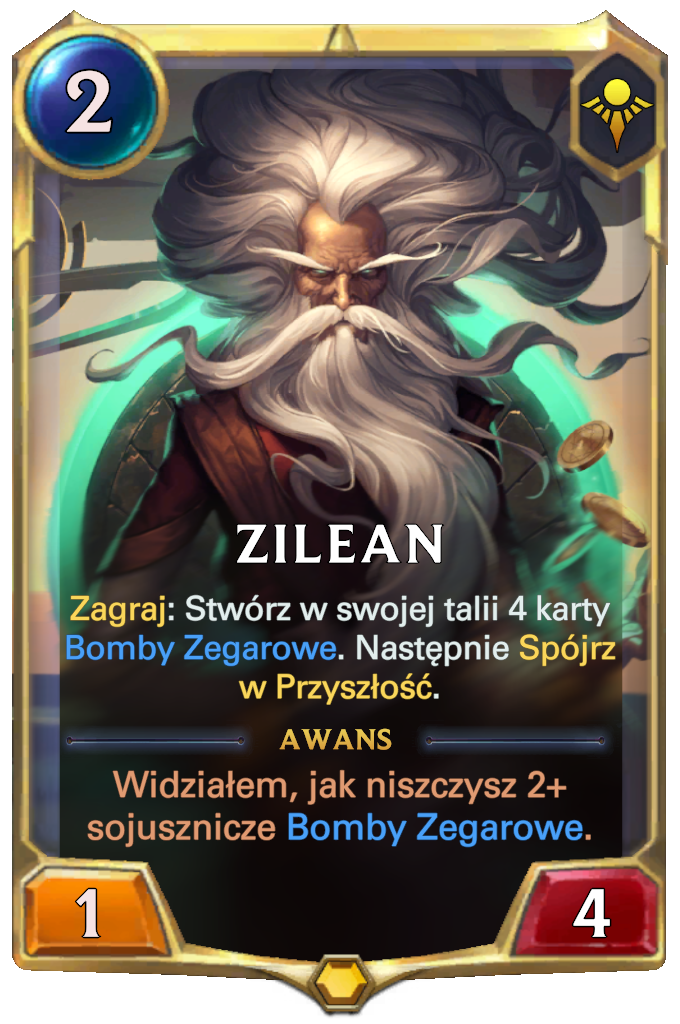 2
ZILEAN
Zagraj: Stwórz w swojej talii 4 karty
Bomby Zegarowe. Następnie Spójrz
w Przyszłość.
AWANS
Widziałem, jak niszczysz 2+
sojusznicze Bomby Zegarowe.
1
4